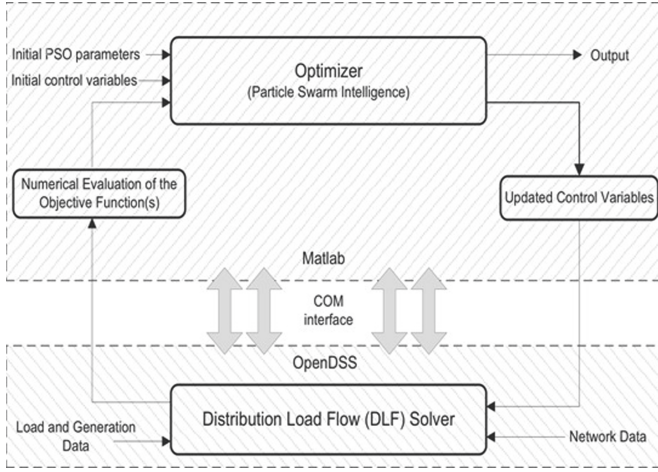 Initial PSO parameters
Initial control variables
Optimizer
(Particle Swarm Intelligence)
Output
Numerical Evaluation of the
Objective Function(s)
Updated Control Variables
Matlab
COM
interface
OpenDSS
Load and Generation
Data
Distribution Load Flow (DLF) Solver
Network Data